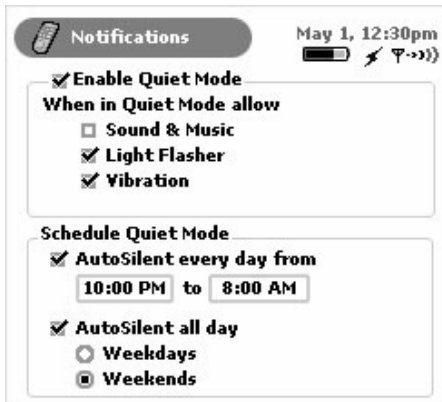 Notifications
May 1, 12:30pm
Enable Quiet Mode
When in Quiet Mode allow
Sound & Music
Light Flasher
Vibration
Schedule Quiet Mode
AutoSilent every day from
10:00 PM to 8:00 AM
AutoSilent all day
Weekdays
Weekends